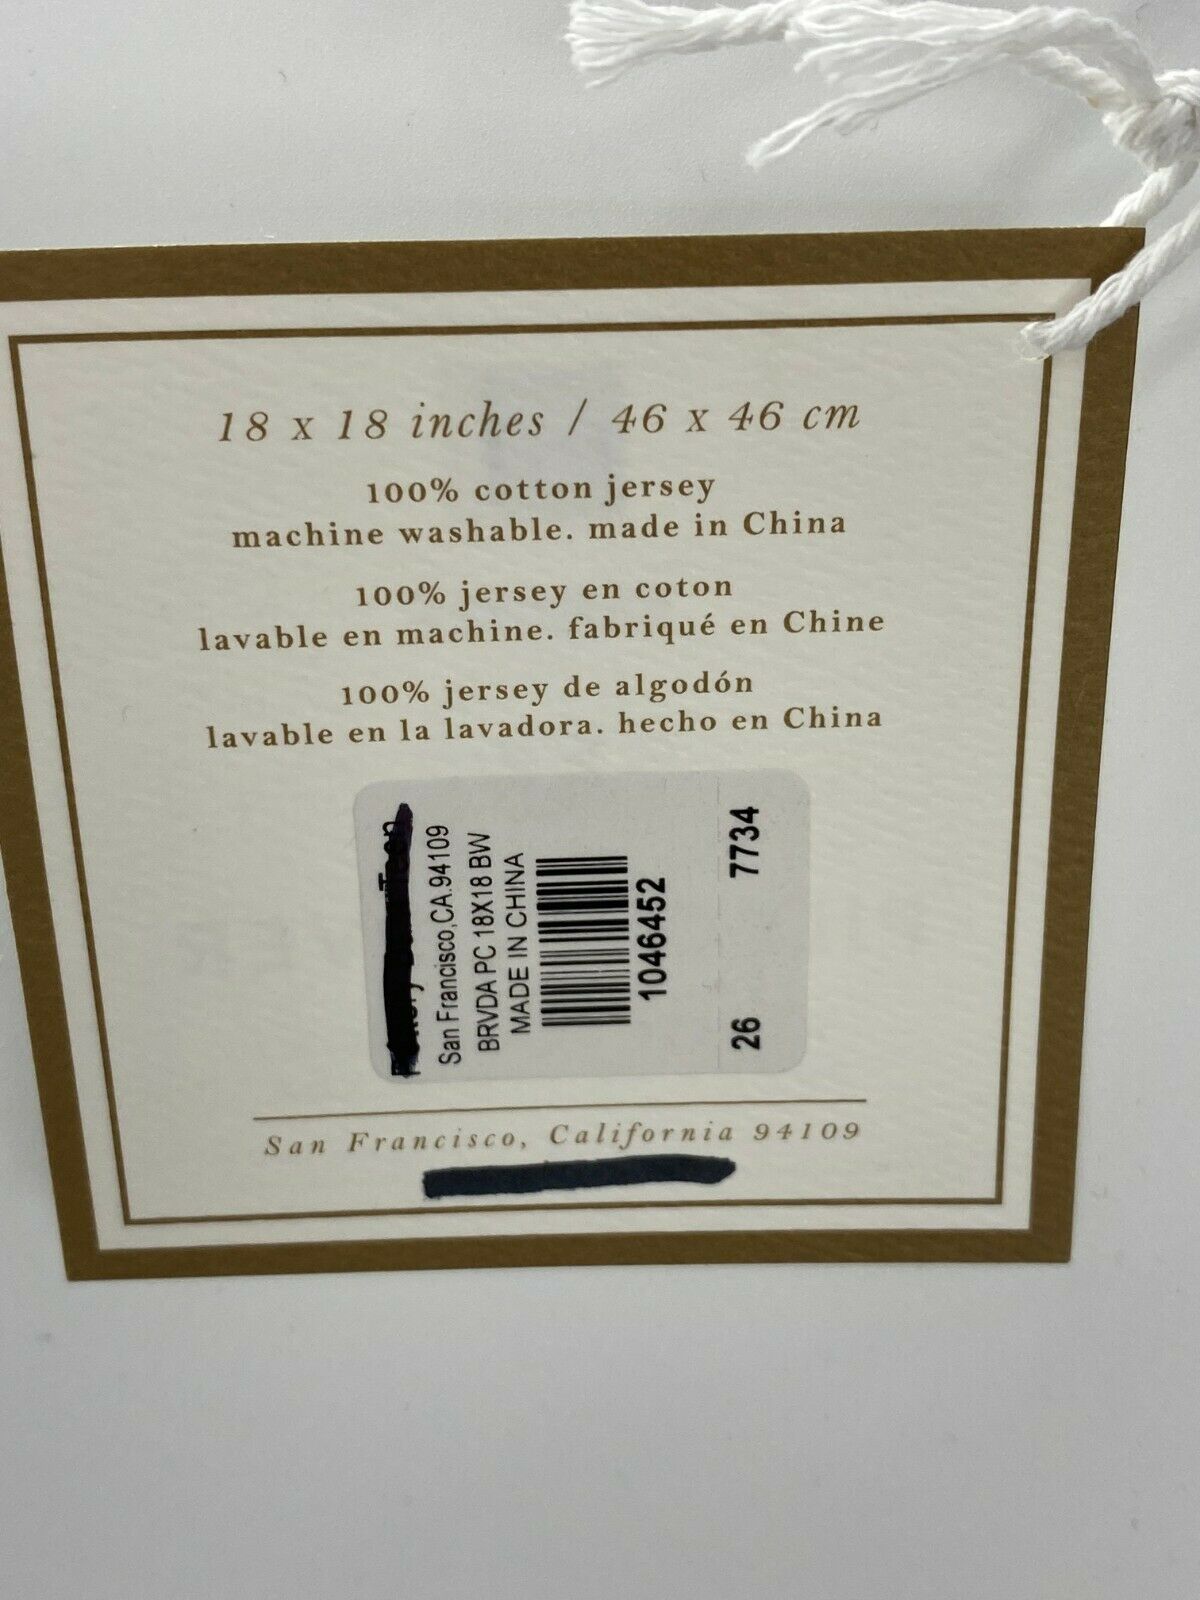 18 x 18 inches / 46 x 46 cm
100% cotton jersey
machine washable. made in China
100% jersey en coton
lavable en machine. fabriqué en Chine
100% jersey de algodón
lavable en la lavadora. hecho en China
San Francisco,CA.94109
BRVDA PC 18X18 BW
MADE IN CHINA
1046452
26 7734
San Francisco, California 94109